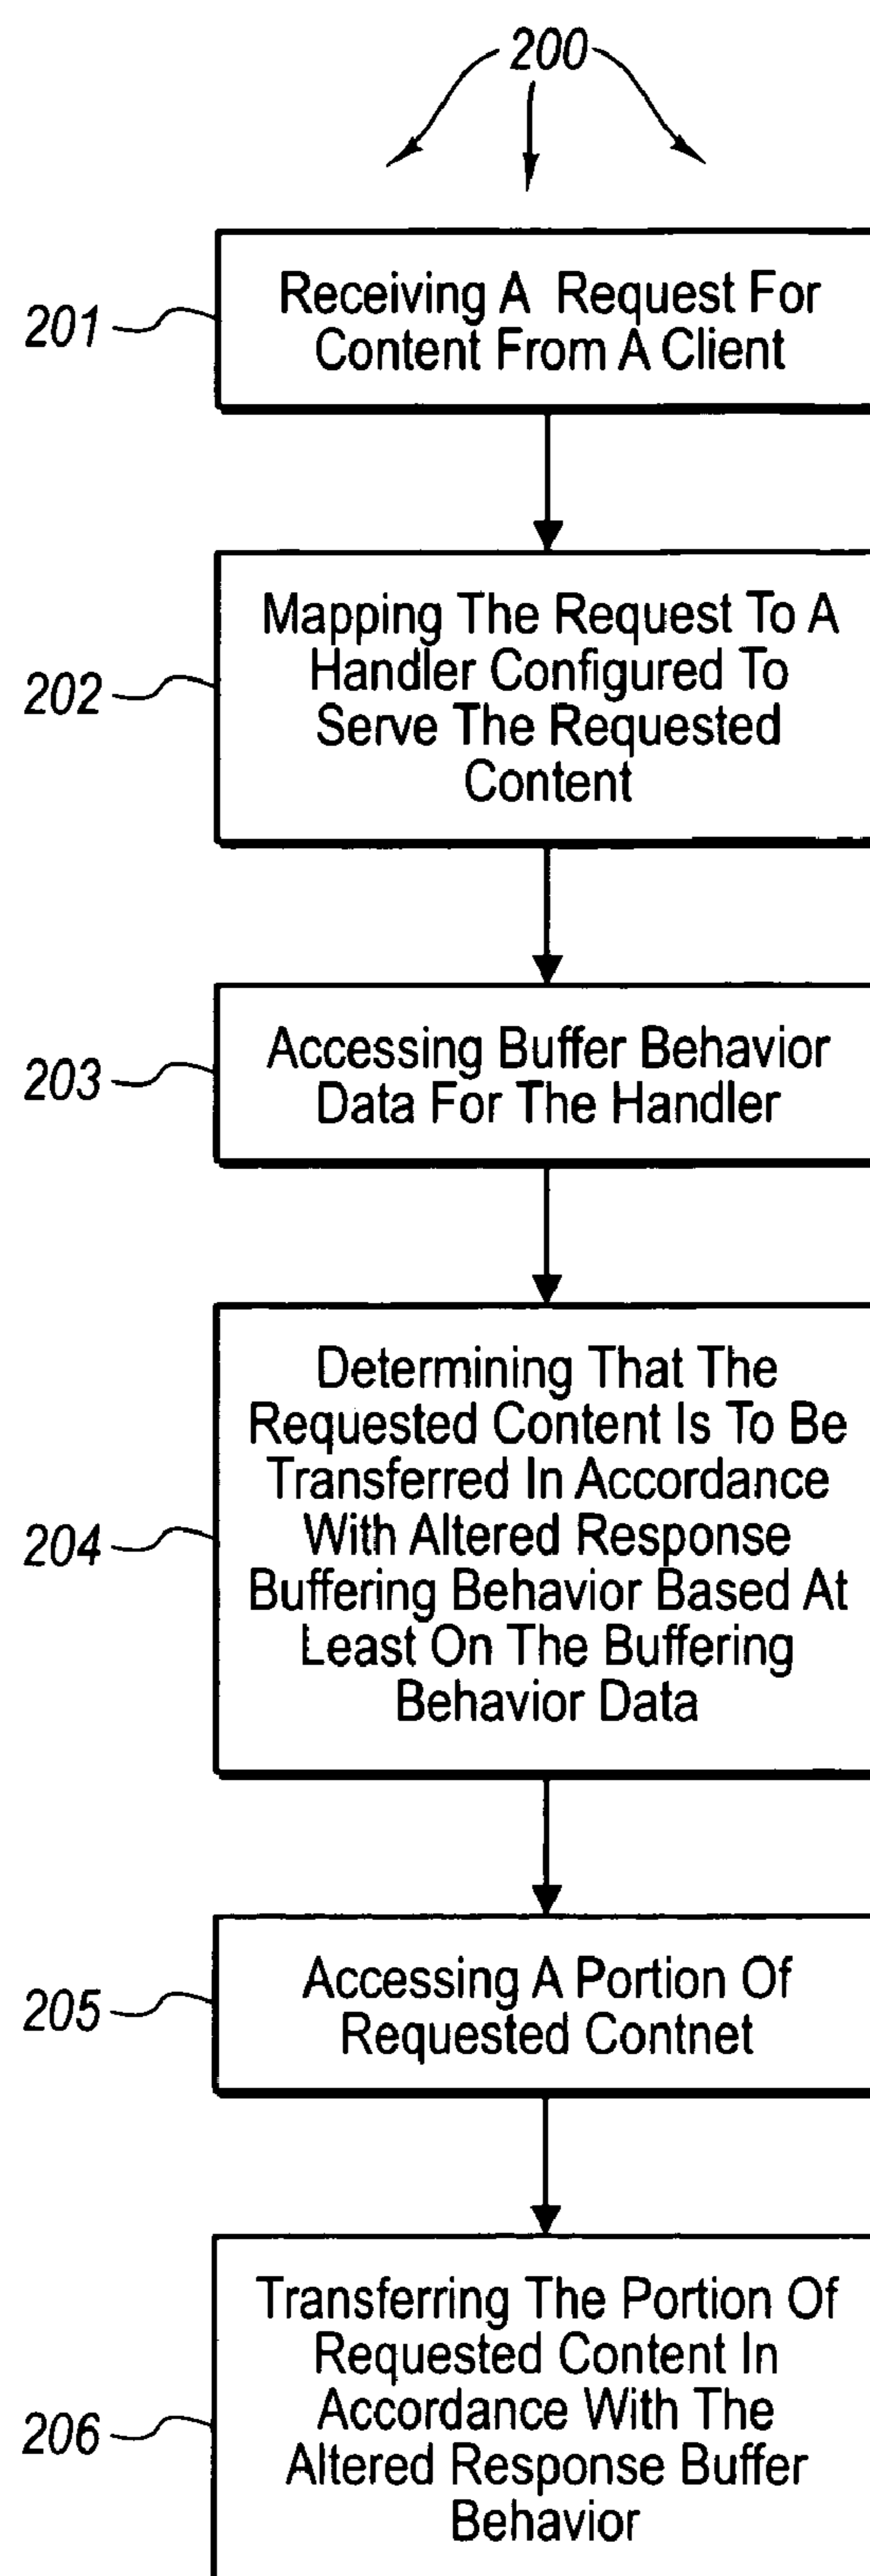 200
201
Receiving A Request For
Content From A Client
202
Mapping The Request To A
Handler Configured To
Serve The Requested
Content
203
Accessing Buffer Behavior
Data For The Handler
204
Determining That The
Requested Content Is To Be
Transferred In Accordance
With Altered Response
Buffering Behavior Based At
Least On The Buffering
Behavior Data
205
Accessing A Portion Of
Requested Contnet
206
Transferring The Portion Of
Requested Content In
Accordance With The
Altered Response Buffer
Behavior